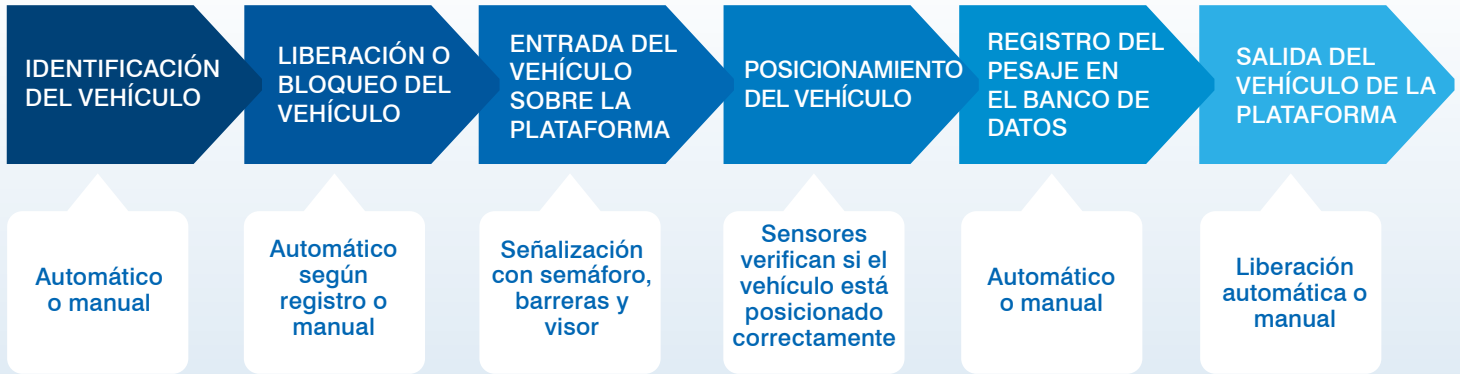 IDENTIFICACIÓN
DEL VEHÍCULO
LIBERACIÓN O
BLOQUEO DEL
VEHÍCULO
ENTRADA DEL
VEHÍCULO
SOBRE LA
PLATAFORMA
POSICIONAMIENTO
DEL VEHÍCULO
REGISTRO DEL
PESAJE EN
EL BANCO DE
DATOS
SALIDA DEL
VEHÍCULO DE LA
PLATAFORMA
Automático
o manual
Automático
según
registro o
manual
Señalización
con semáforo,
barreras y
visor
Sensores
verifican si el
vehículo está
posicionado
correctamente
Automático
o manual
Liberación
automática o
manual